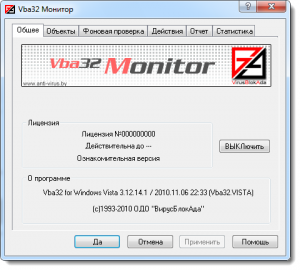 Vba32 Монитор
Общее
Объекты
Фоновая проверка
Действия
Отчет
Статистика
Vba32 Monitor
www.anti-virus.by
VirusBlokAda
Лицензия
Лицензия №000000000
Действительна до ---
Ознакомительная версия
ВЫКЛючить
О программе
Vba32 for Windows Vista 3.12.14.1 / 2010.11.06 22:33 (Vba32.VISTA)
(c)1993-2010 ОДО "ВирусБлокАда"
Да
Отмена
Применить
Помощь